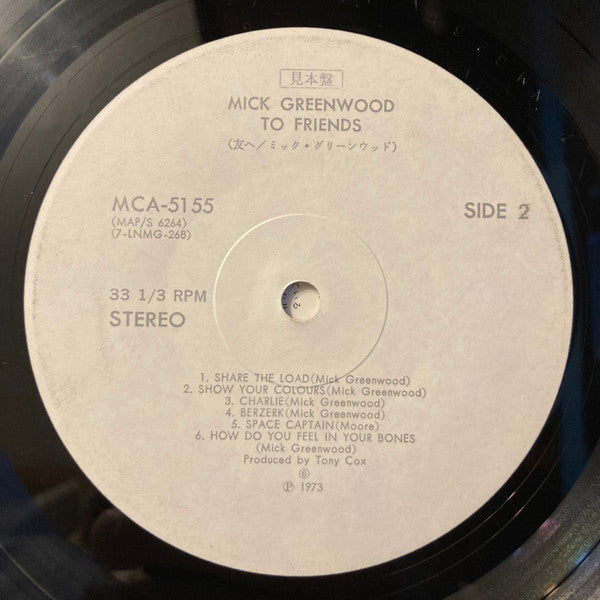 見本盤
MICK GREENWOOD
TO FRIENDS
(友へ/ミック・グリーンウッド)
MCA-5155
(MAP/S 6264)
(7-LNMG-268)
SIDE 2
33 1/3 RPM
STEREO
1. SHARE THE LOAD(Mick Greenwood)
2. SHOW YOUR COLOURS(Mick Greenwood)
3. CHARLIE(Mick Greenwood)
4. BERZERK(Mick Greenwood)
5. SPACE CAPTAIN(Moore)
6. HOW DO YOU FEEL IN YOUR BONES
(Mick Greenwood)
Produced by Tony Cox
℗ 1973